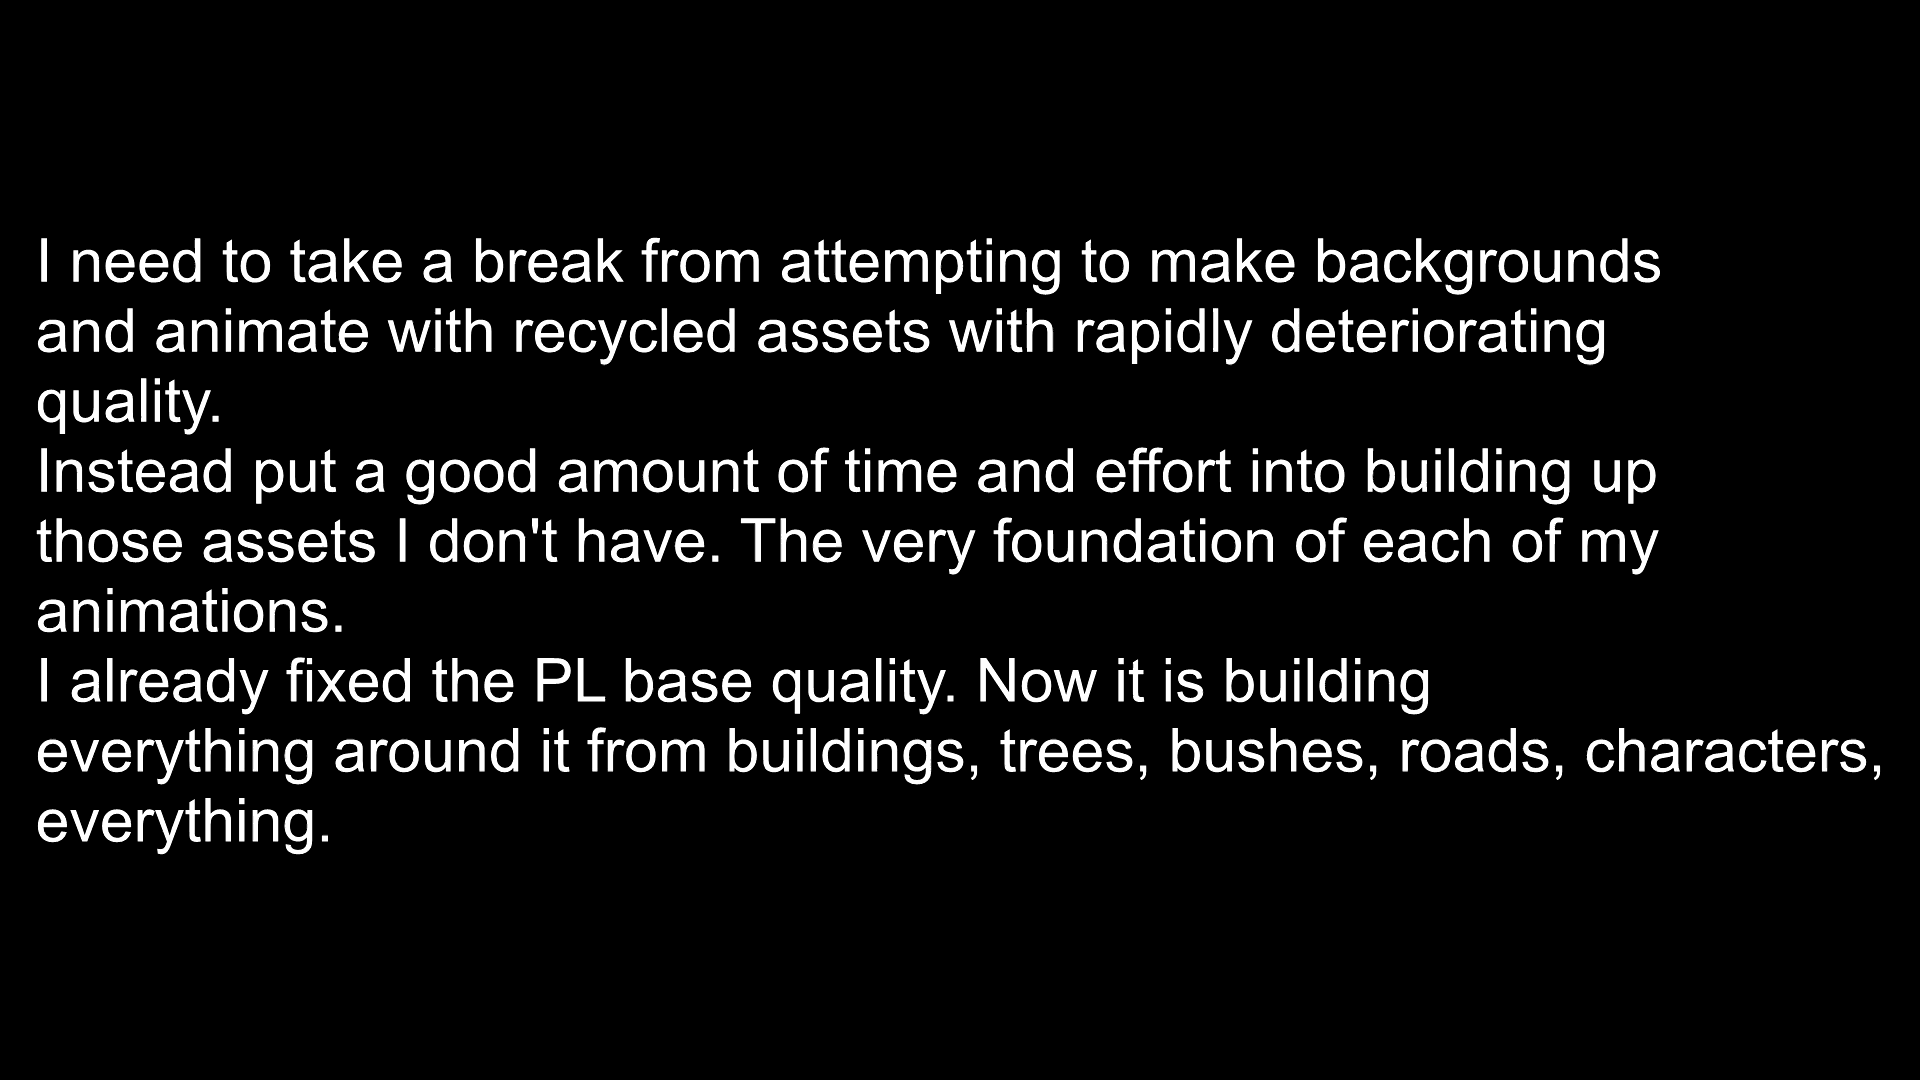 I need to take a break from attempting to make backgrounds
and animate with recycled assets with rapidly deteriorating
quality.
Instead put a good amount of time and effort into building up
those assets I don't have. The very foundation of each of my
animations.
I already fixed the PL base quality. Now it is building
everything around it from buildings, trees, bushes, roads, characters,
everything.